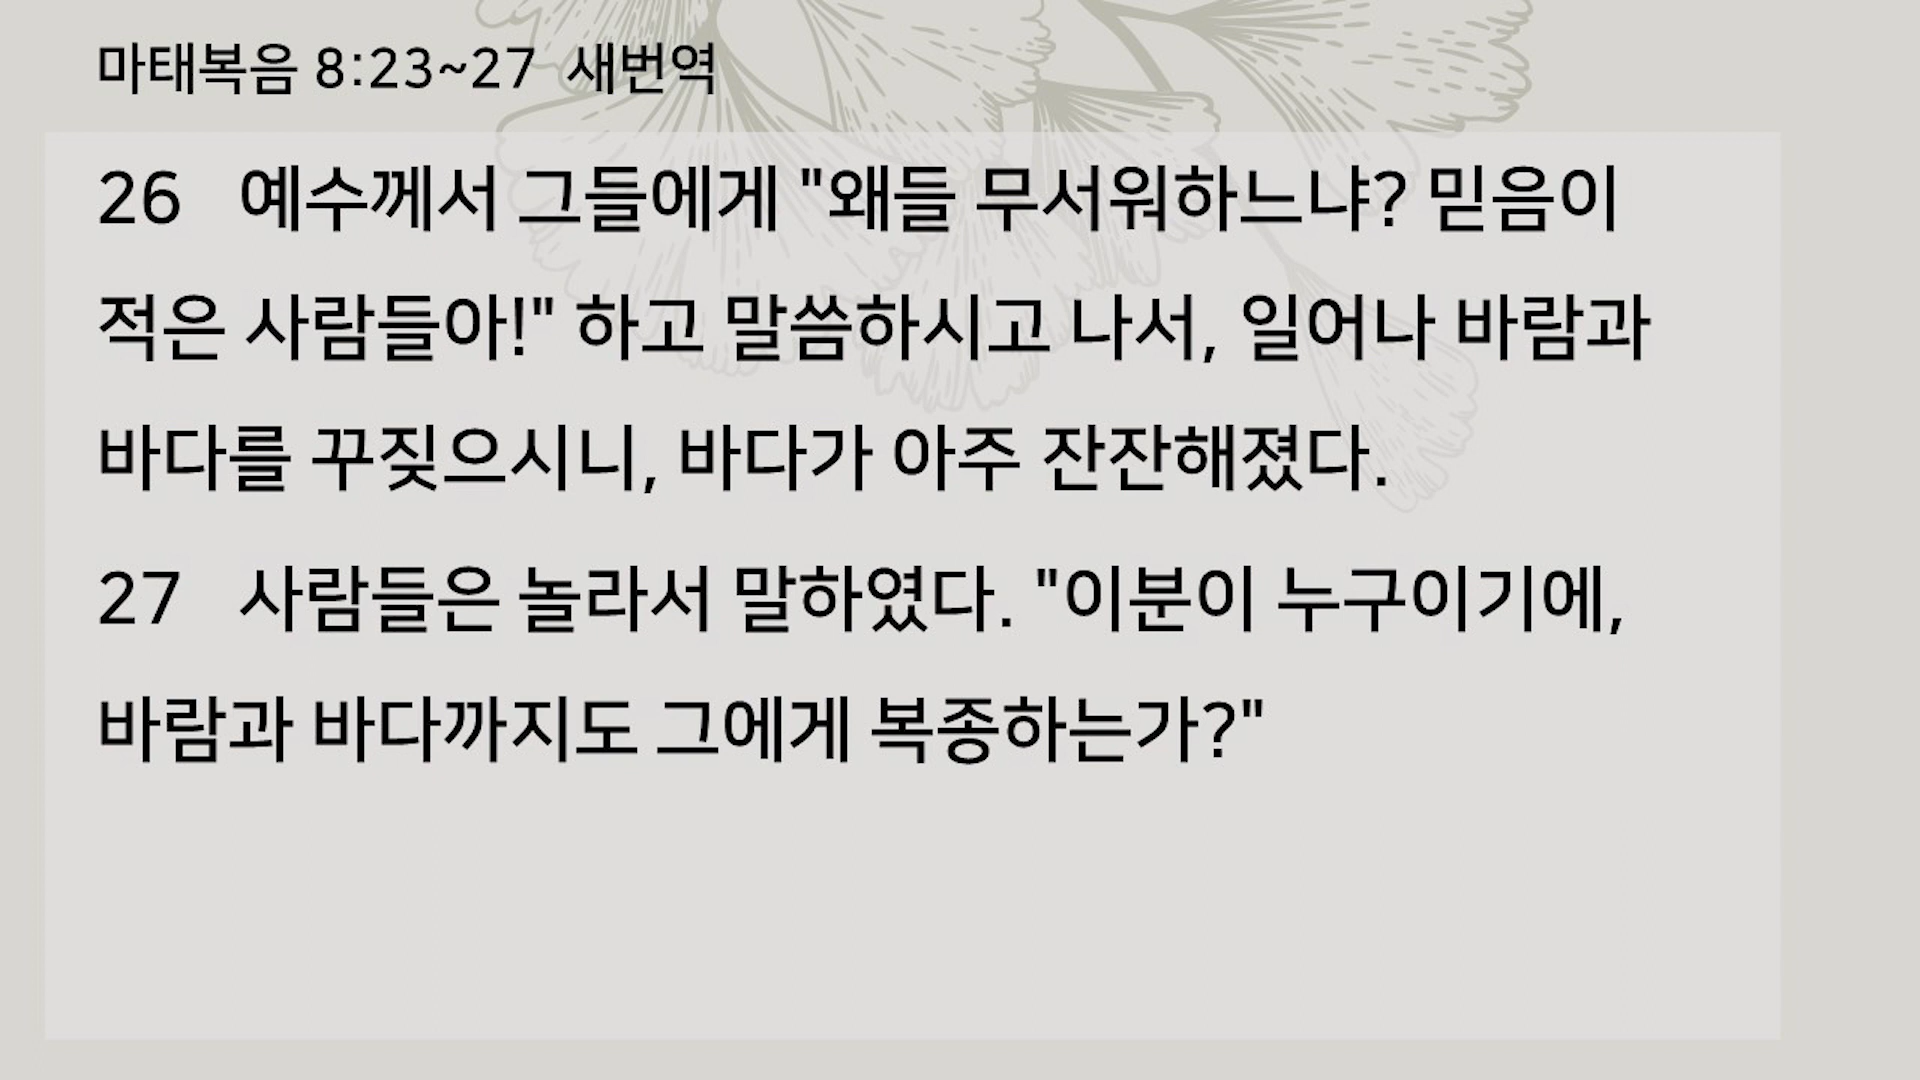 마태복음 8:23~27 새번역
26 예수께서 그들에게 "왜들 무서워하느냐? 믿음이
적은 사람들아!" 하고 말씀하시고 나서, 일어나 바람과
바다를 꾸짖으시니, 바다가 아주 잔잔해졌다.
27 사람들은 놀라서 말하였다. "이분이 누구이기에,
바람과 바다까지도 그에게 복종하는가?"